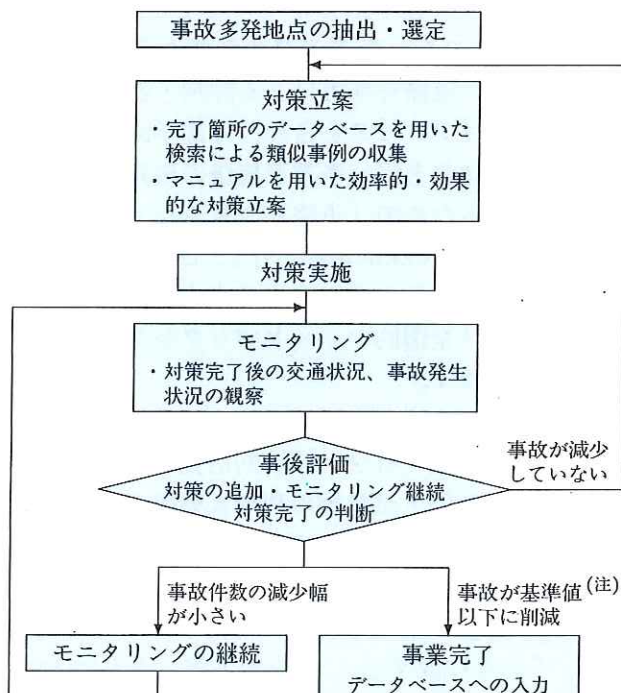 事故多発地点の抽出・選定
対策立案
・完了箇所のデータベースを用いた
検索による類似事例の収集
・マニュアルを用いた効率的・効果
的な対策立案
対策実施
モニタリング
・対策完了後の交通状況、事故発生
状況の観察
事後評価
対策の追加・モニタリング継続
対策完了の判断
事故が減少
していない
事故件数の減少幅
が小さい
事故が基準値(注)
以下に削減
モニタリングの継続
事業完了
データベースへの入力